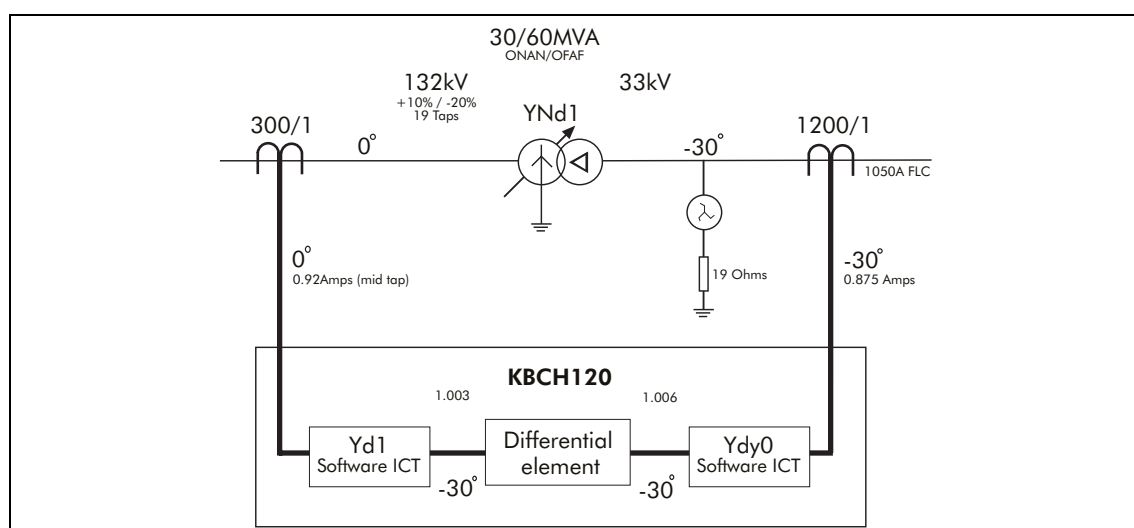 30/60MVA
ONAN/OFAF
132kV
+10% / -20%
19 Taps
33kV
YNd1
300/1
0°
-30°
1200/1
1050A FLC
0°
0.92Amps (mid tap)
19 Ohms
-30°
0.875 Amps
KBCH120
1.003
1.006
Yd1
Software ICT
Differential
element
Ydy0
Software ICT
-30°
-30°